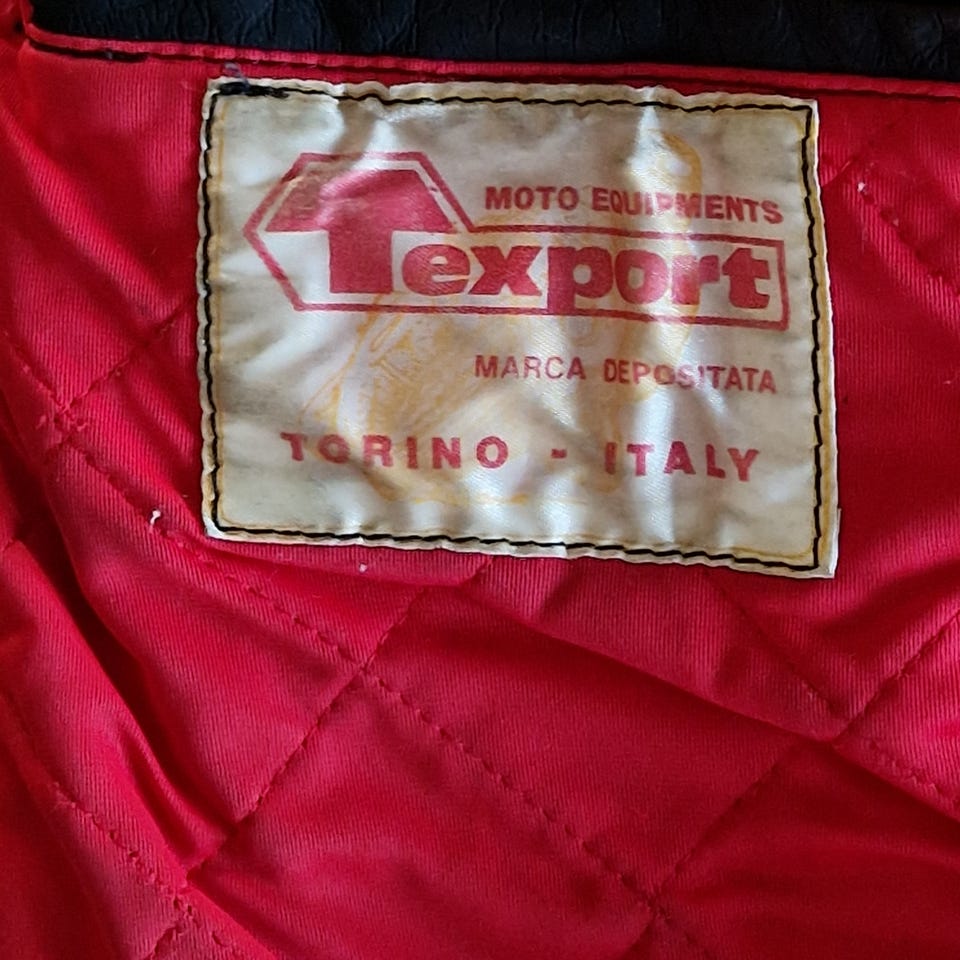 MOTO EQUIPMENTS
Texport
MARCA DEPOSITATA
TORINO - ITALY